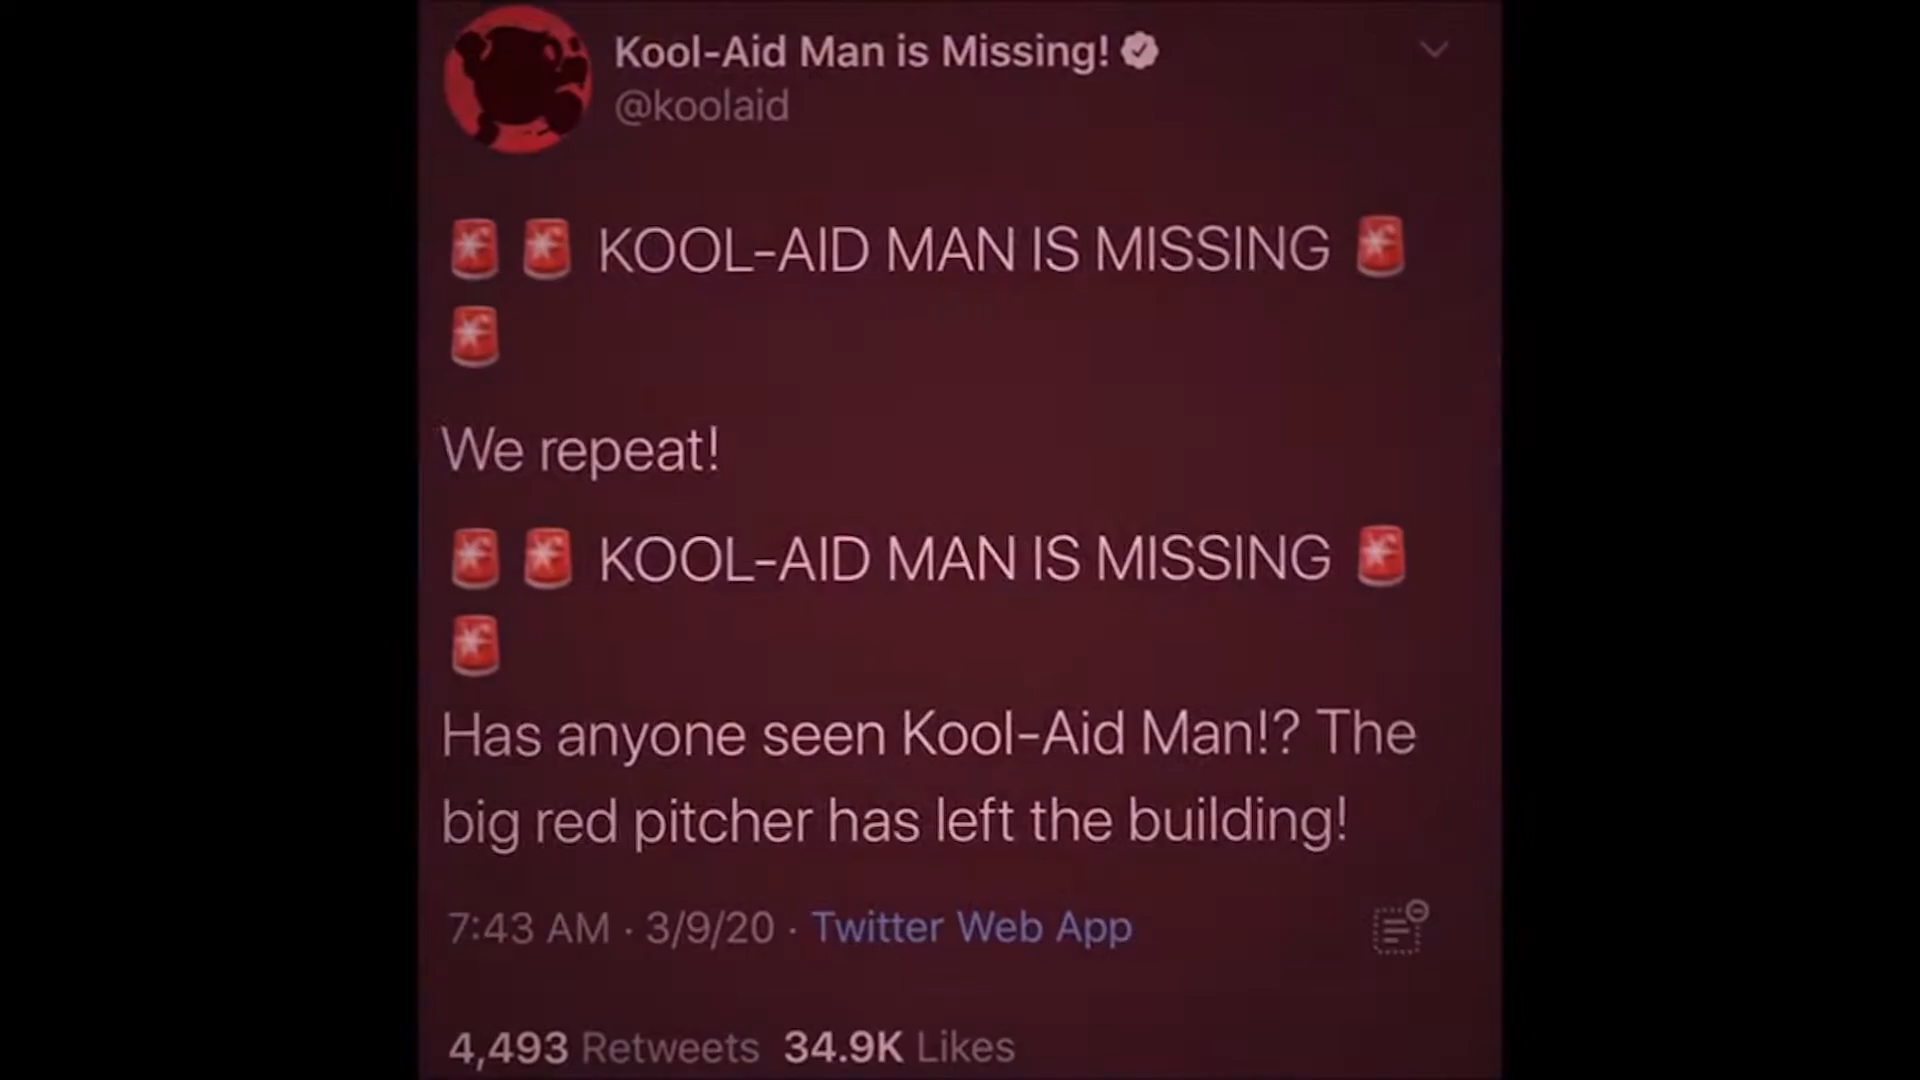 Kool-Aid Man is Missing!
@koolaid
🚨 🚨 KOOL-AID MAN IS MISSING 🚨
🚨
We repeat!
🚨 🚨 KOOL-AID MAN IS MISSING 🚨
🚨
Has anyone seen Kool-Aid Man!? The
big red pitcher has left the building!
7:43 AM · 3/9/20 · Twitter Web App
4,493 Retweets 34.9K Likes